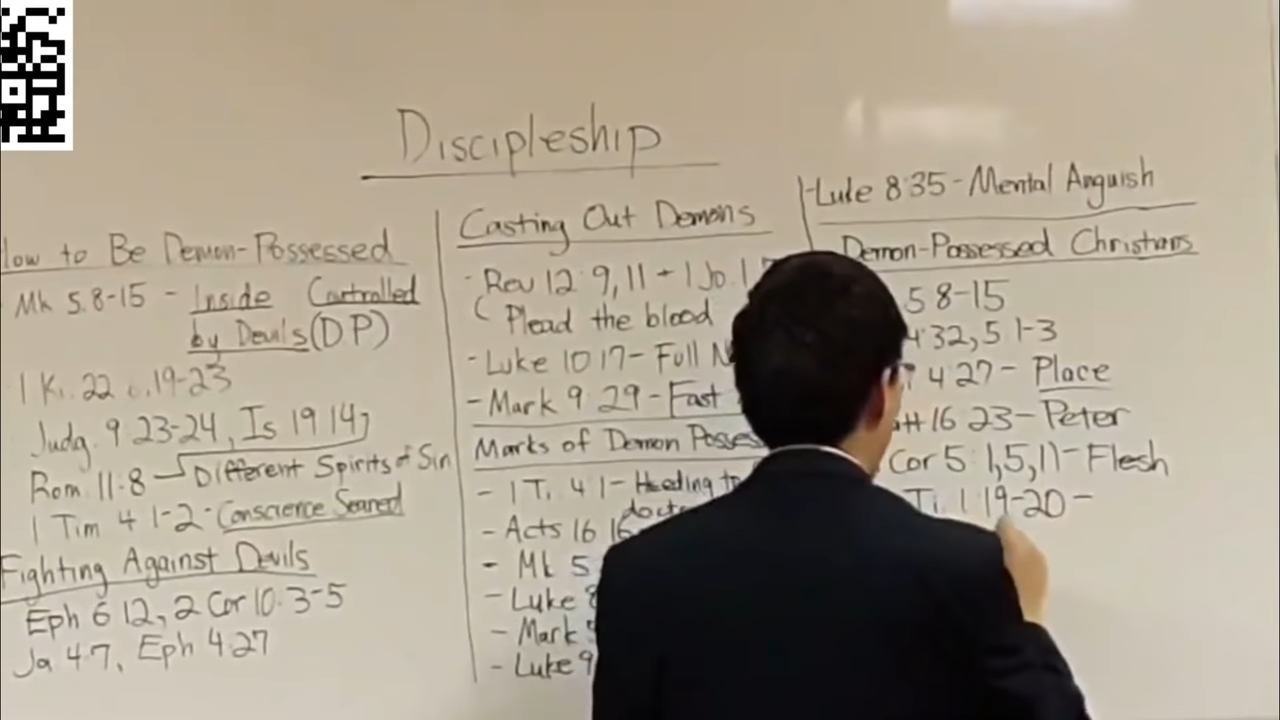 Discipleship
How to Be Demon-Possessed
Mk 5:8-15 - Inside Controlled
by Devils (DP)
1 Ki. 22:19-23
Judg. 9:23-24, Is 19:14
Rom. 11:8 - Different Spirits of Sin
1 Tim 4:1-2 - Conscience Seared
Fighting Against Devils
Eph 6:12, 2 Cor 10:3-5
Ja 4:7, Eph 4:27
Casting Out Demons
- Rev 12:9,11 + 1 Jo. 1:7
Plead the blood
- Luke 10:17 - Full
- Mark 9:29 - Fast
Marks of Demon
- 1 Ti. 4:1 - Heeding to
- Acts 16:16
- Mk 5
- Luke 8
- Mark
- Luke 9
- Luke 8:35 - Mental Anguish
Demon-Possessed Christians
5:8-15
4:32, 5:1-3
4:27 - Place
16:23 - Peter
Cor 5:1,5,11 - Flesh
Ti. 1:19-20 -